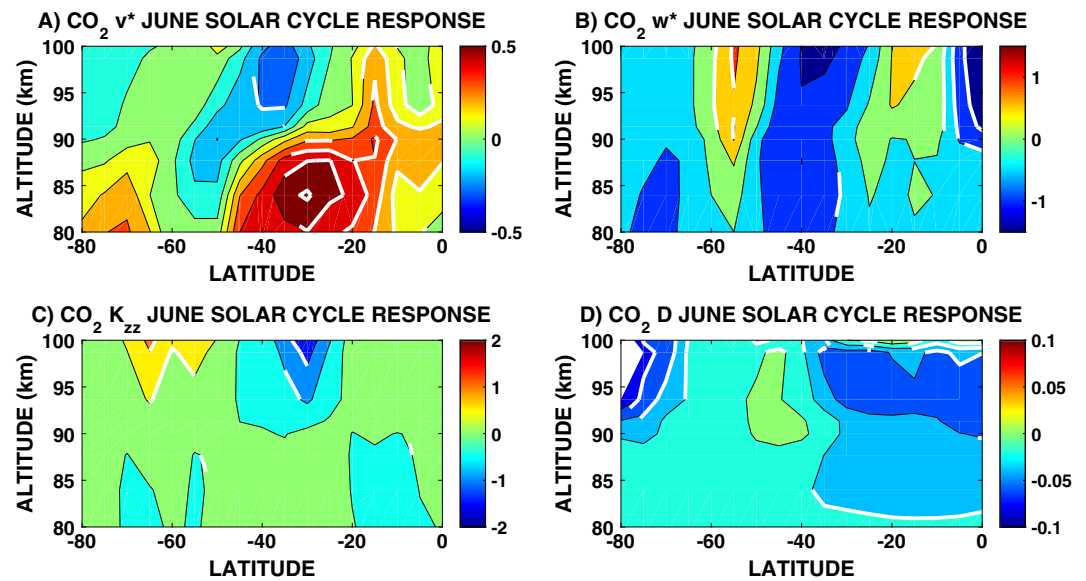 A) CO2 v* JUNE SOLAR CYCLE RESPONSE
100
95
90
85
80
ALTITUDE (km)
-80 -60 -40 -20 0
LATITUDE
0.5
0
-0.5
B) CO2 w* JUNE SOLAR CYCLE RESPONSE
100
95
90
85
80
ALTITUDE (km)
-80 -60 -40 -20 0
LATITUDE
1
0
-1
C) CO2 Kzz JUNE SOLAR CYCLE RESPONSE
100
95
90
85
80
ALTITUDE (km)
-80 -60 -40 -20 0
LATITUDE
2
1
0
-1
-2
D) CO2 D JUNE SOLAR CYCLE RESPONSE
100
95
90
85
80
ALTITUDE (km)
-80 -60 -40 -20 0
LATITUDE
0.1
0.05
0
-0.05
-0.1